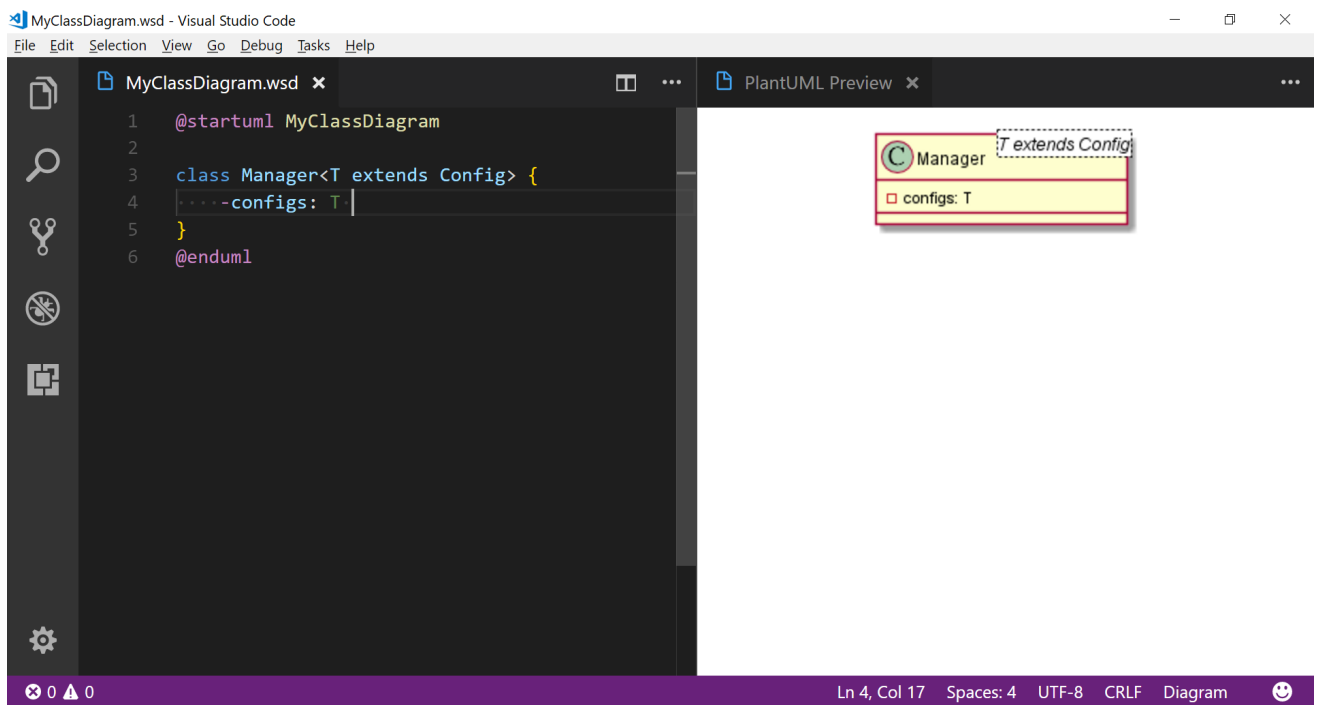 MyClassDiagram.wsd - Visual Studio Code
File Edit Selection View Go Debug Tasks Help
MyClassDiagram.wsd
PlantUML Preview
1 @startuml MyClassDiagram
2
3 class Manager<T extends Config> {
4 ····-configs: T·
5 }
6 @enduml
C Manager
T extends Config
configs: T
0 0
Ln 4, Col 17 Spaces: 4 UTF-8 CRLF Diagram